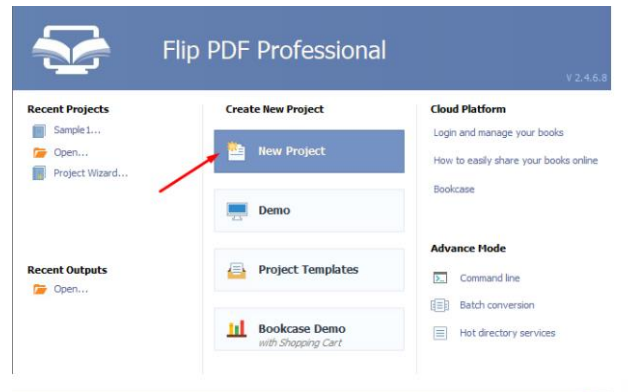 Flip PDF Professional
V 2.4.6.8
Recent Projects
Sample1...
Open...
Project Wizard...
Recent Outputs
Open...
Create New Project
New Project
Demo
Project Templates
Bookcase Demo
with Shopping Cart
Cloud Platform
Login and manage your books
How to easily share your books online
Bookcase
Advance Mode
Command line
Batch conversion
Hot directory services